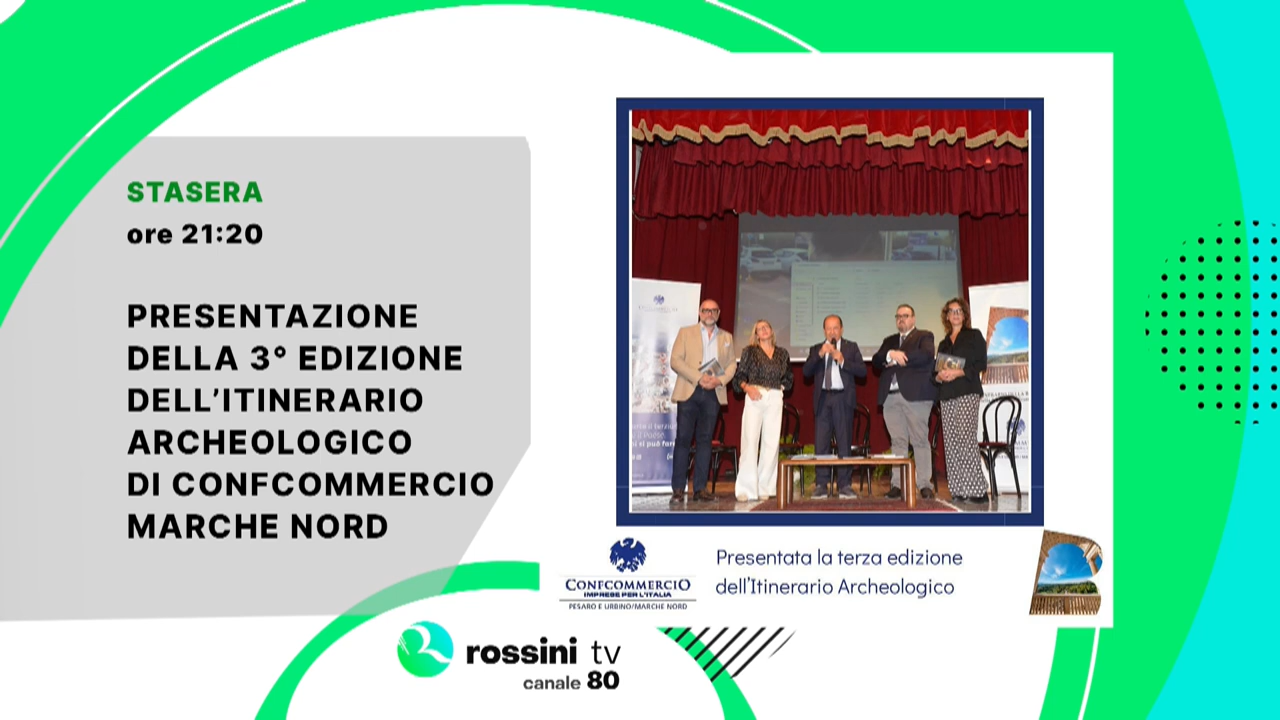 STASERA
ore 21:20
PRESENTAZIONE
DELLA 3° EDIZIONE
DELL'ITINERARIO
ARCHEOLOGICO
DI CONFCOMMERCIO
MARCHE NORD
CONFCOMMERCIO
IMPRESE PER L'ITALIA
PESARO E URBINO/MARCHE NORD
Presentata la terza edizione
dell'Itinerario Archeologico
rossini tv
canale 80